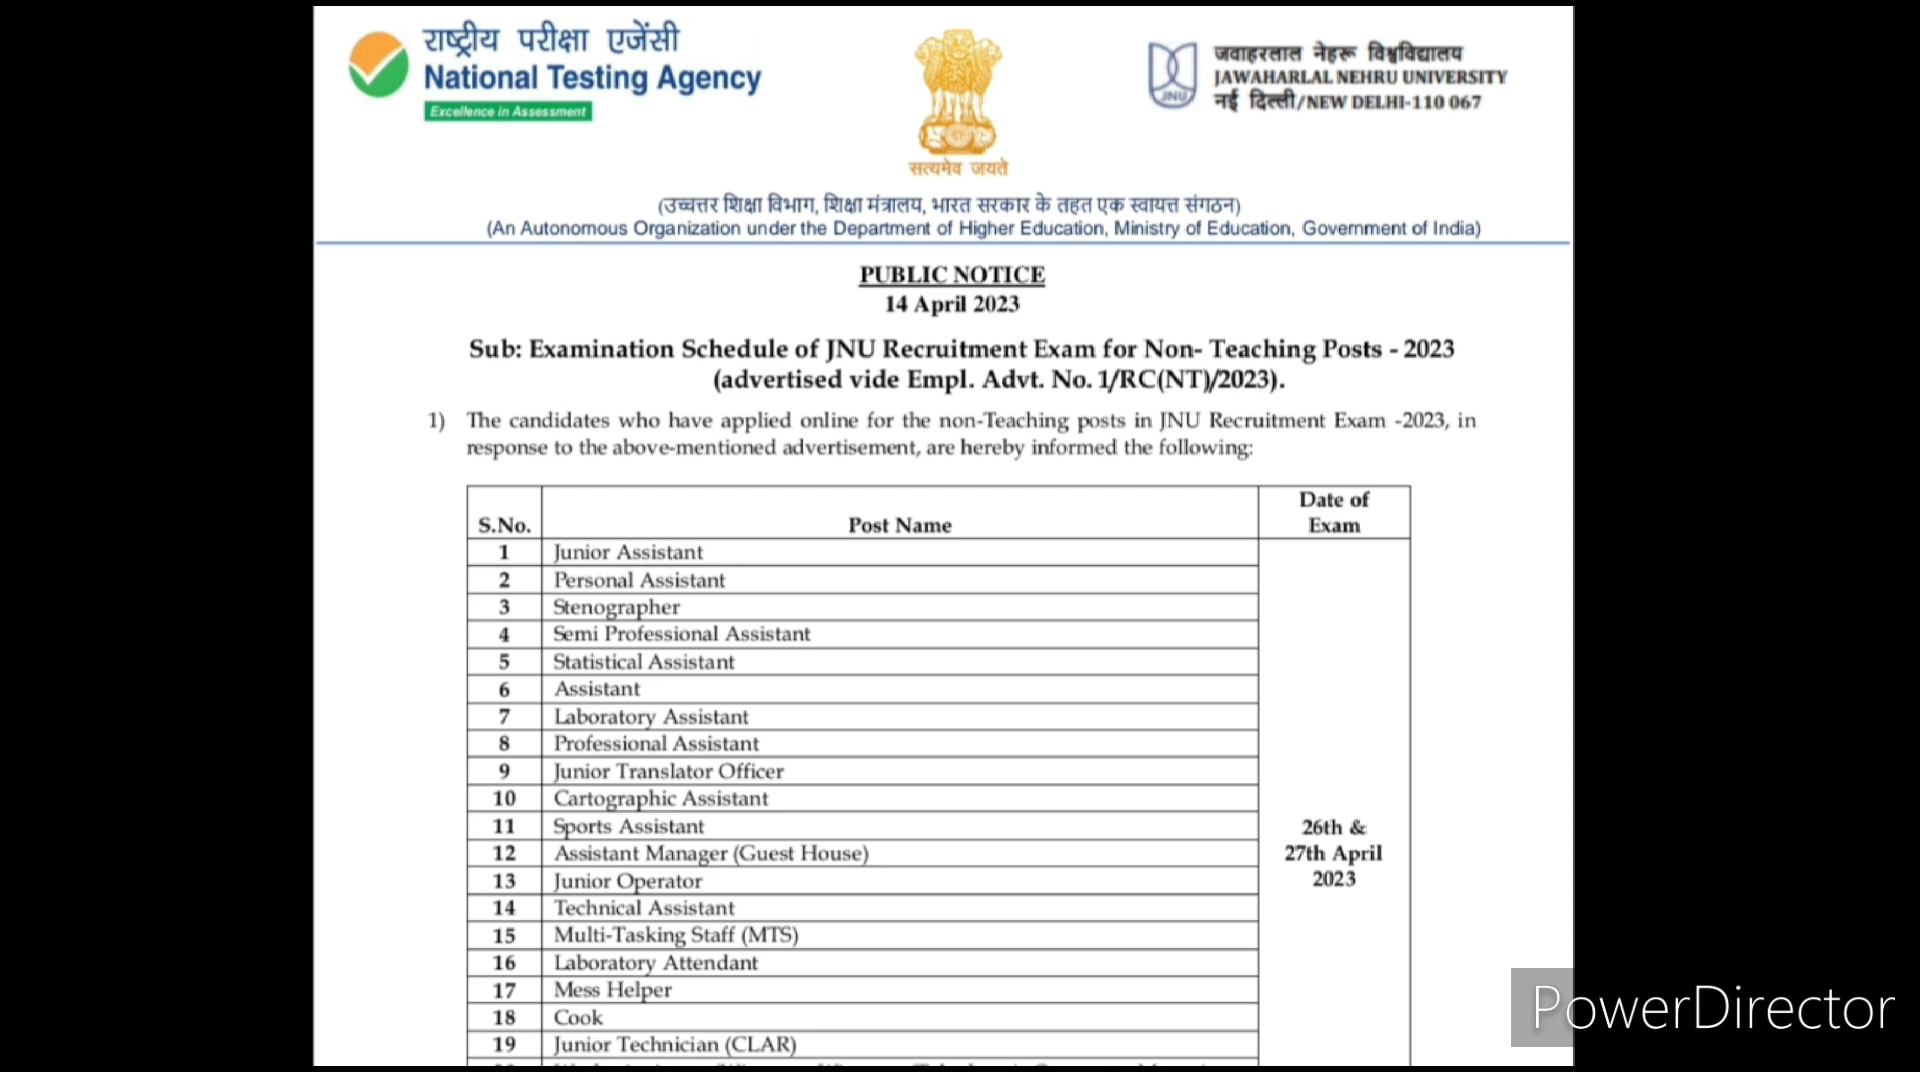 राष्ट्रीय परीक्षा एजेंसी
National Testing Agency
Excellence in Assessment
सत्यमेव जयते
JNU
जवाहरलाल नेहरू विश्वविद्यालय
JAWAHARLAL NEHRU UNIVERSITY
नई दिल्ली/NEW DELHI-110 067
(उच्चत्तर शिक्षा विभाग, शिक्षा मंत्रालय, भारत सरकार के तहत एक स्वायत्त संगठन)
(An Autonomous Organization under the Department of Higher Education, Ministry of Education, Government of India)
PUBLIC NOTICE
14 April 2023
Sub: Examination Schedule of JNU Recruitment Exam for Non- Teaching Posts - 2023
(advertised vide Empl. Advt. No. 1/RC(NT)/2023).
1) The candidates who have applied online for the non-Teaching posts in JNU Recruitment Exam -2023, in
response to the above-mentioned advertisement, are hereby informed the following:
S.No. Post Name Date of Exam
1 Junior Assistant
2 Personal Assistant
3 Stenographer
4 Semi Professional Assistant
5 Statistical Assistant
6 Assistant
7 Laboratory Assistant
8 Professional Assistant
9 Junior Translator Officer
10 Cartographic Assistant
11 Sports Assistant
12 Assistant Manager (Guest House)
13 Junior Operator
14 Technical Assistant
15 Multi-Tasking Staff (MTS)
16 Laboratory Attendant
17 Mess Helper
18 Cook
19 Junior Technician (CLAR)
26th &
27th April
2023
PowerDirector